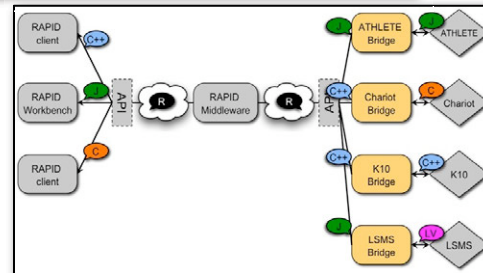 RAPID
client
C++
J
RAPID
Workbench
API
R
RAPID
Middleware
R
API
C
RAPID
client
J
ATHLETE
Bridge
J
ATHLETE
C++
Chariot
Bridge
C
Chariot
C++
K10
Bridge
C++
K10
J
LSMS
Bridge
LV
LSMS